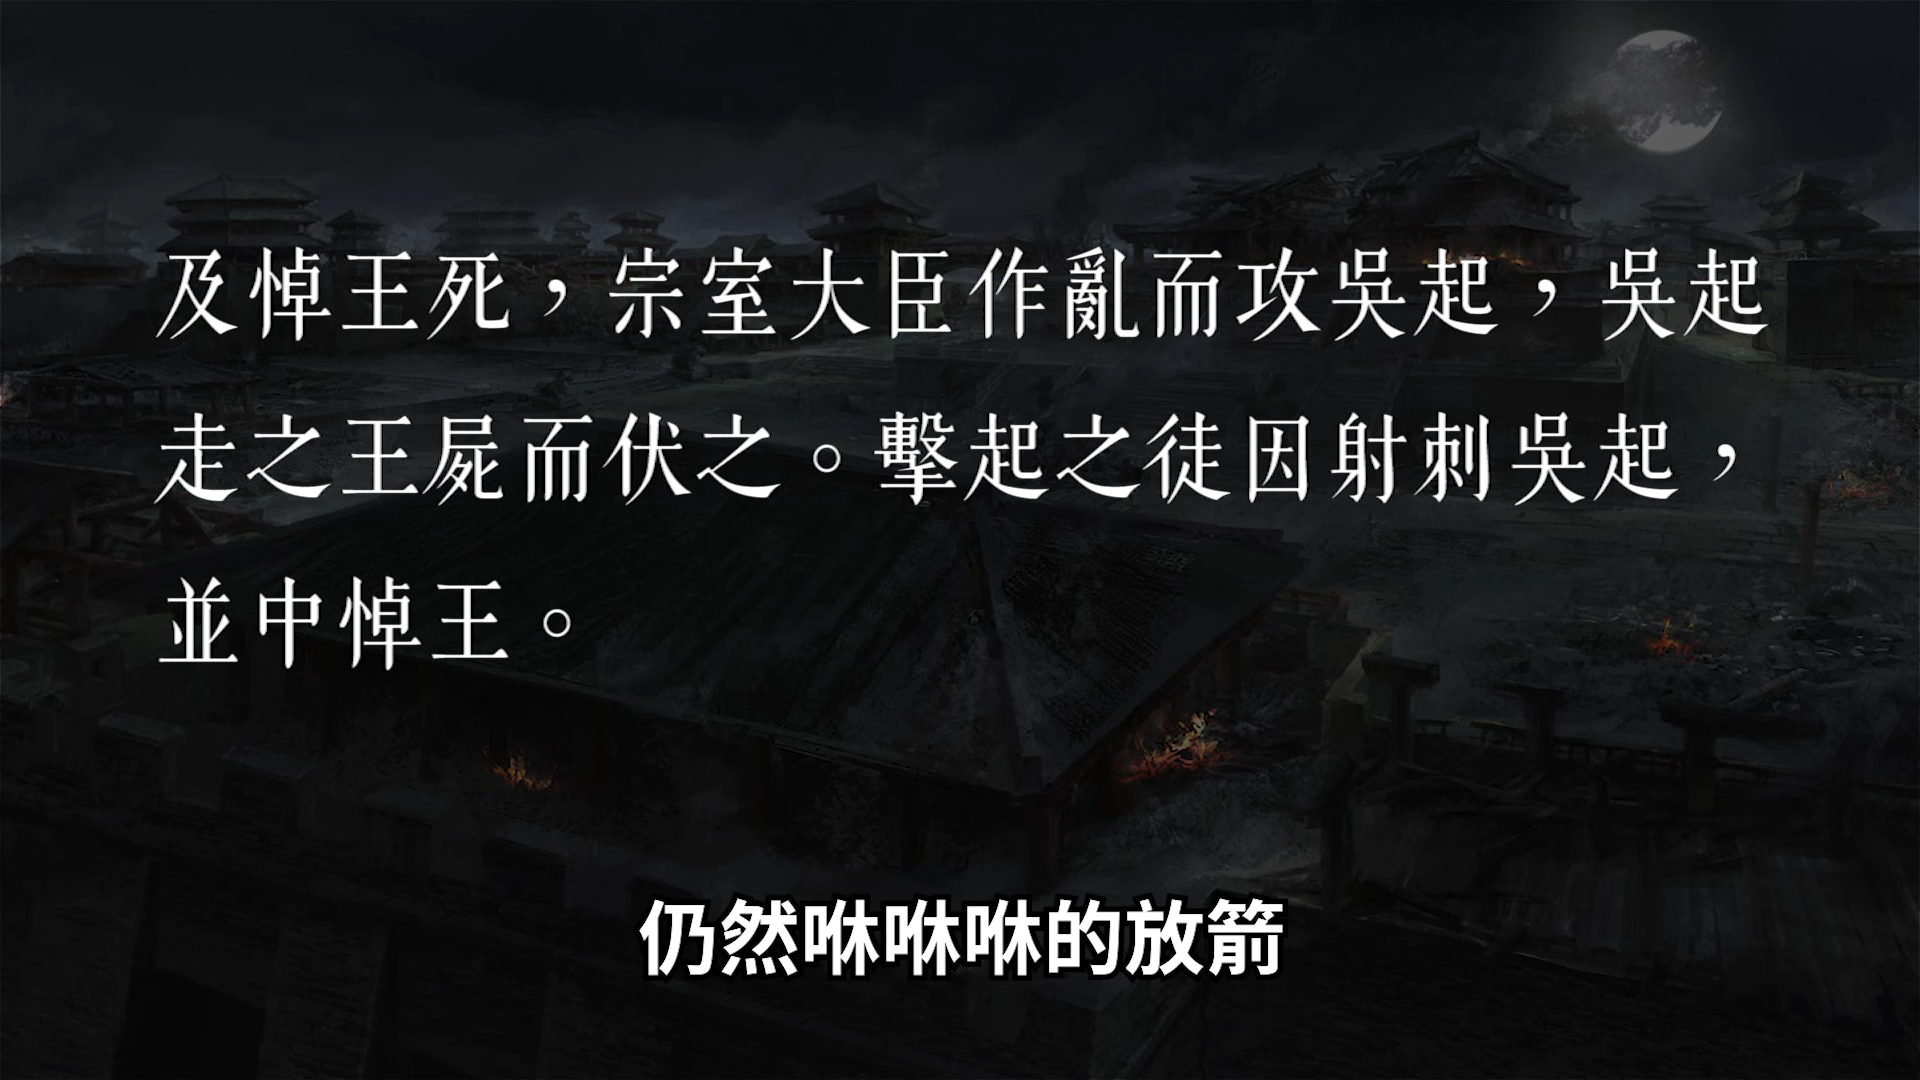 及悼王死，宗室大臣作亂而攻吳起，吳起
走之王屍而伏之。擊起之徒因射刺吳起，
並中悼王。
仍然咻咻咻的放箭